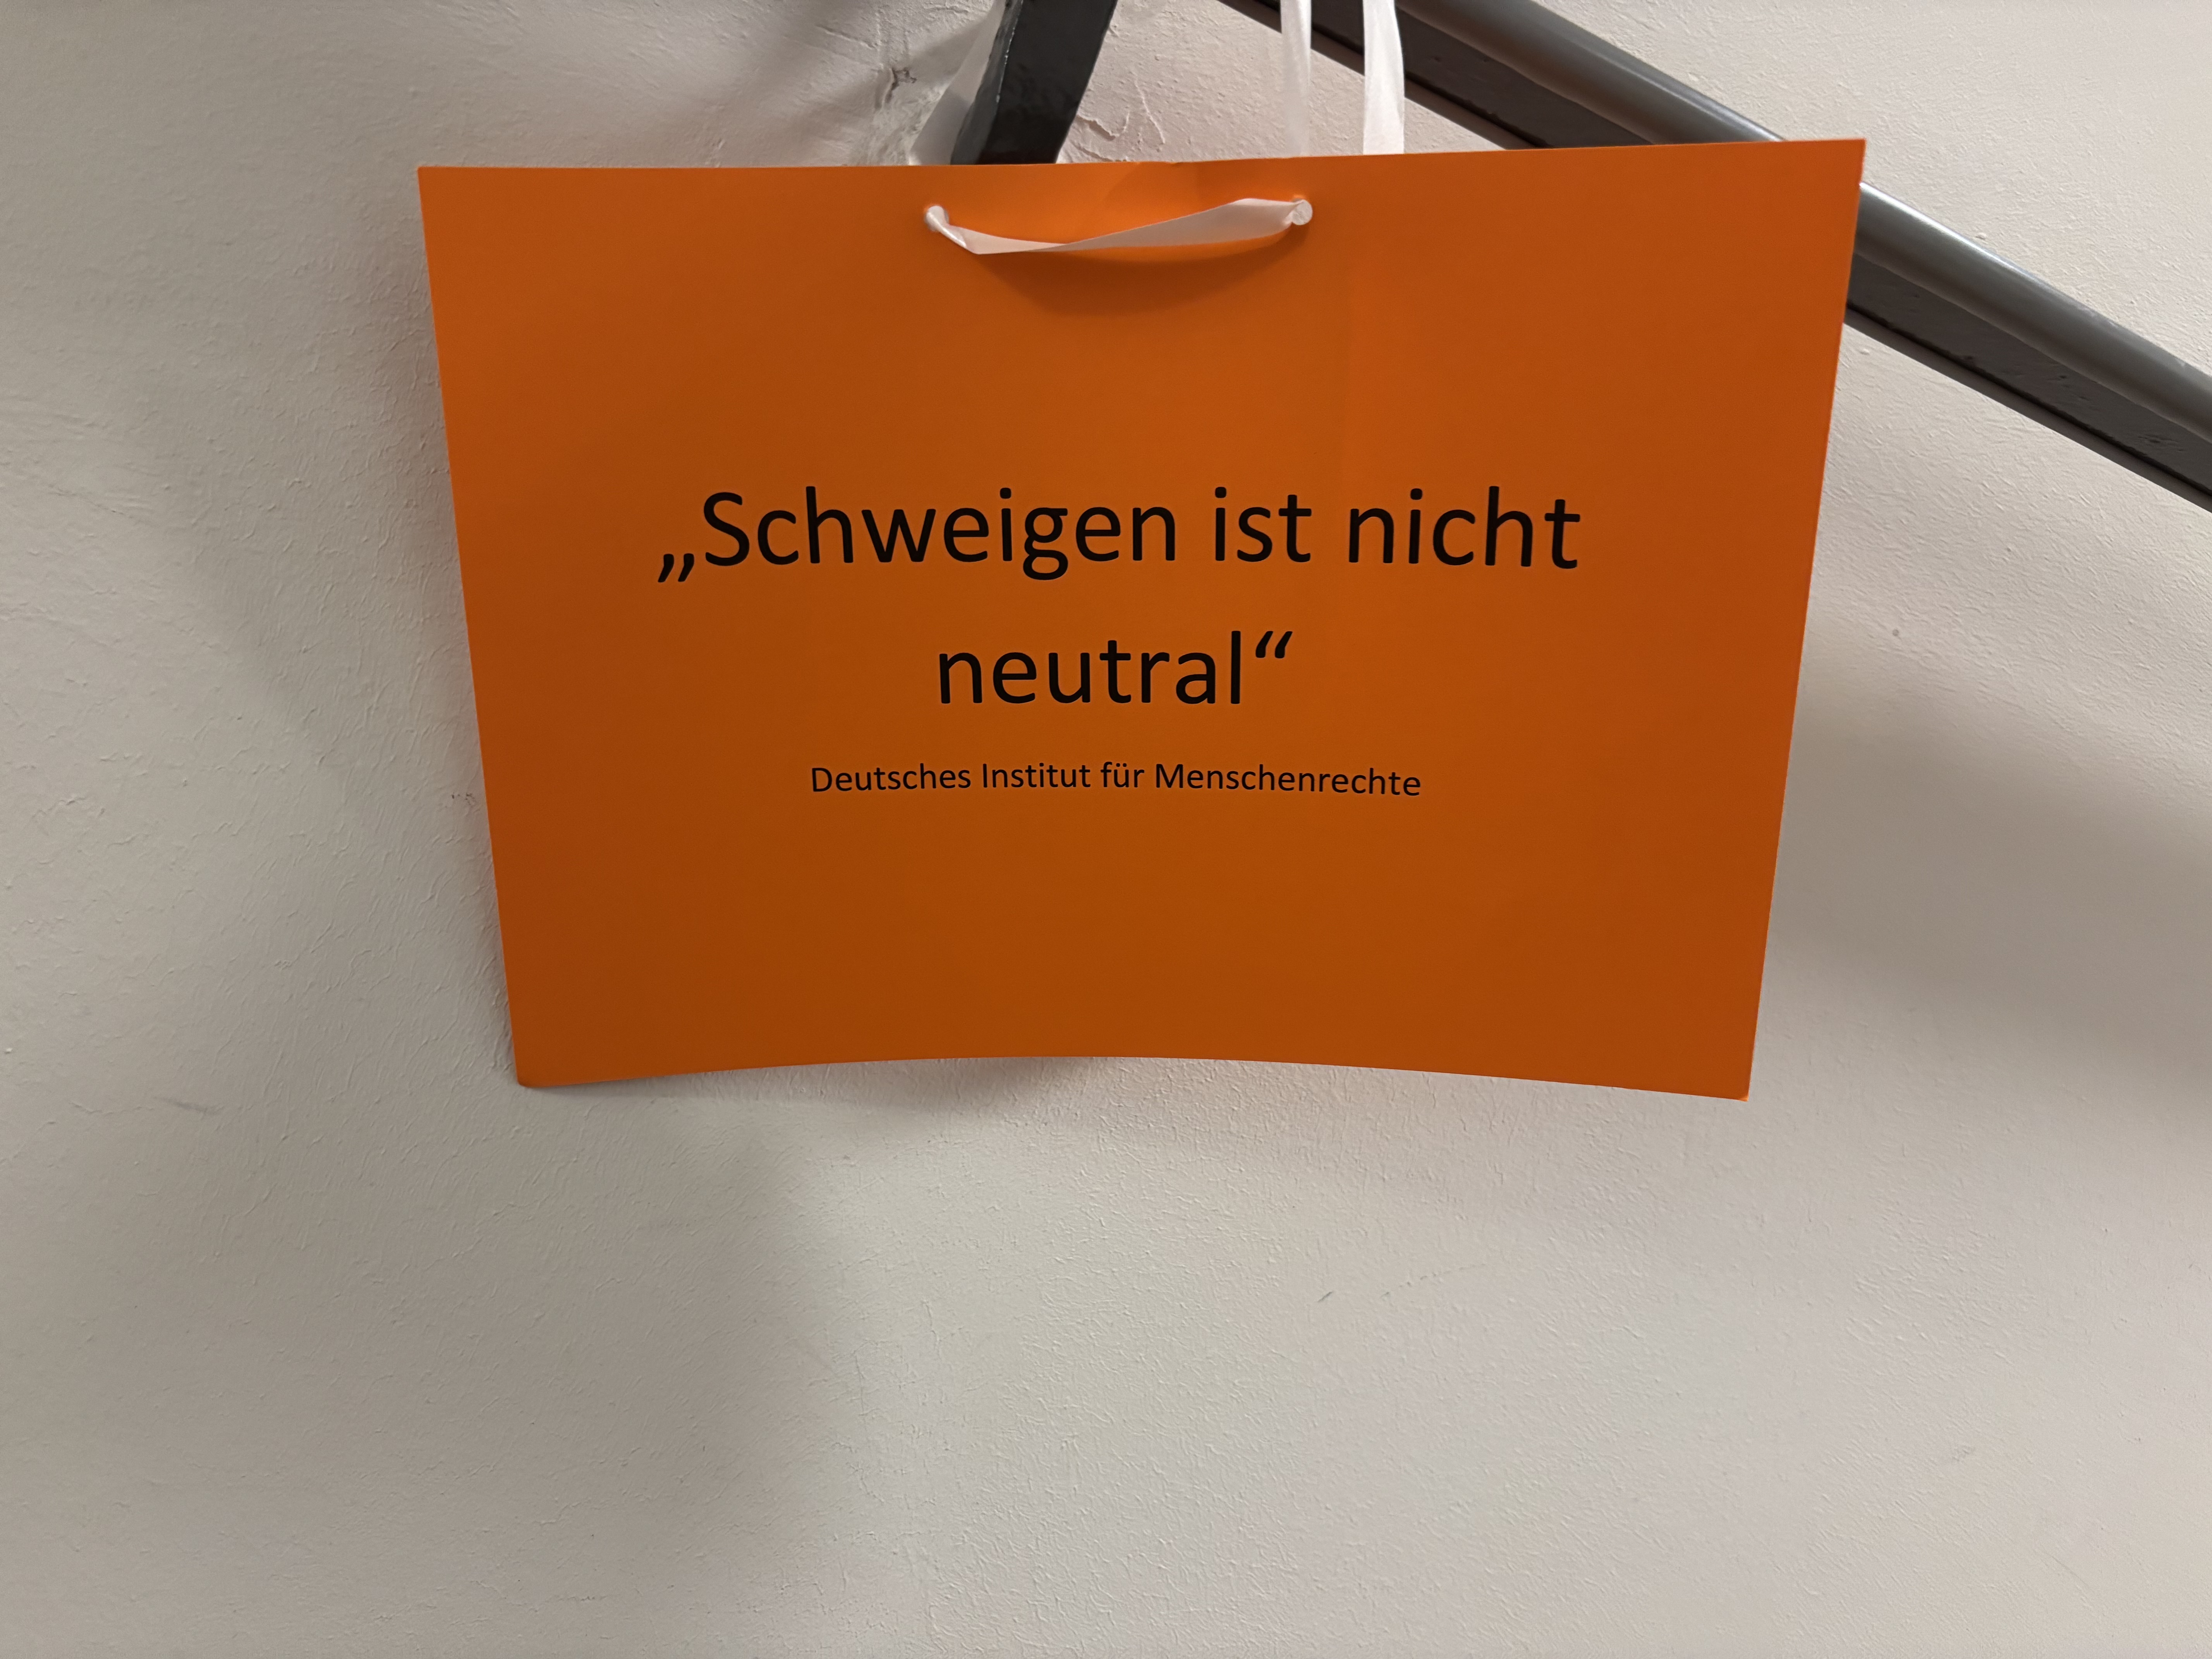 „Schweigen ist nicht
neutral“
Deutsches Institut für Menschenrechte